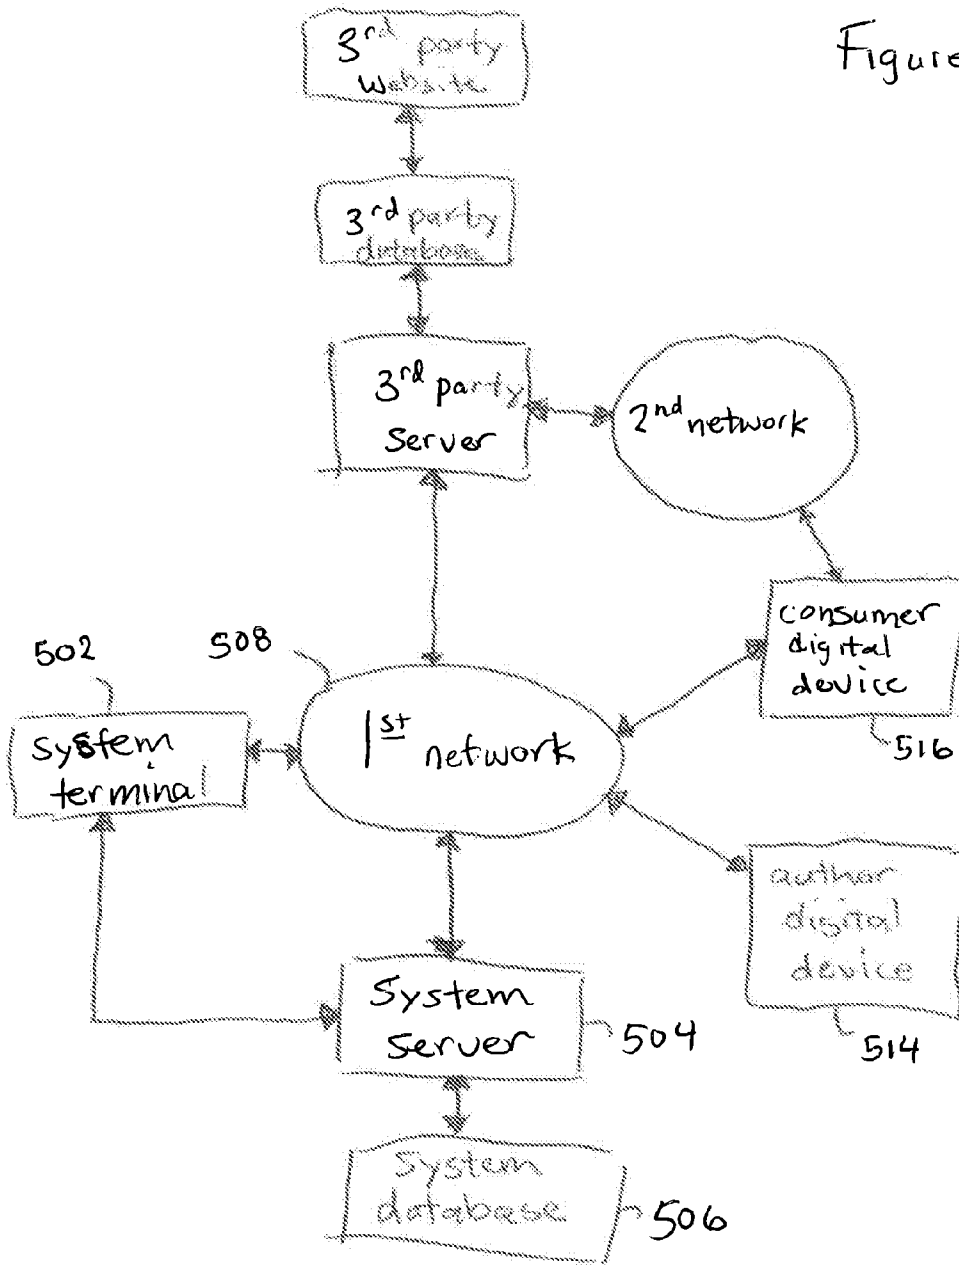 3rd party
website
Figure
3rd party
database
3rd party
server
2nd network
consumer
digital
device
516
502
508
system
terminal
1st network
author
digital
device
514
System
server
504
System
database
506